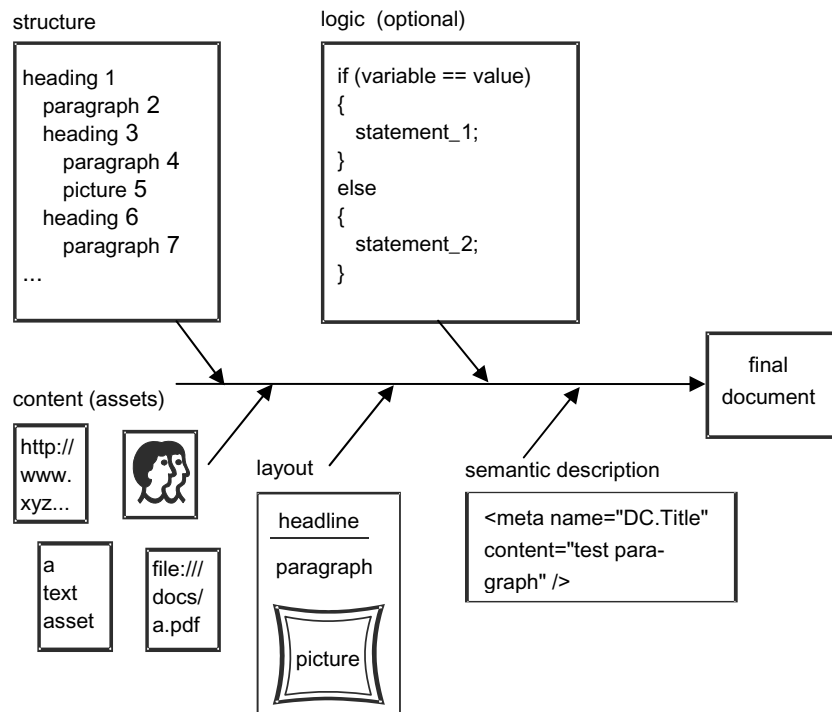 structure
heading 1
paragraph 2
heading 3
paragraph 4
picture 5
heading 6
paragraph 7
...
logic (optional)
if (variable == value)
{
statement_1;
}
else
{
statement_2;
}
final
document
content (assets)
http://
www.
xyz...
a
text
asset
file:///
docs/
a.pdf
layout
headline
paragraph
picture
semantic description
<meta name="DC.Title"
content="test para-
graph" />